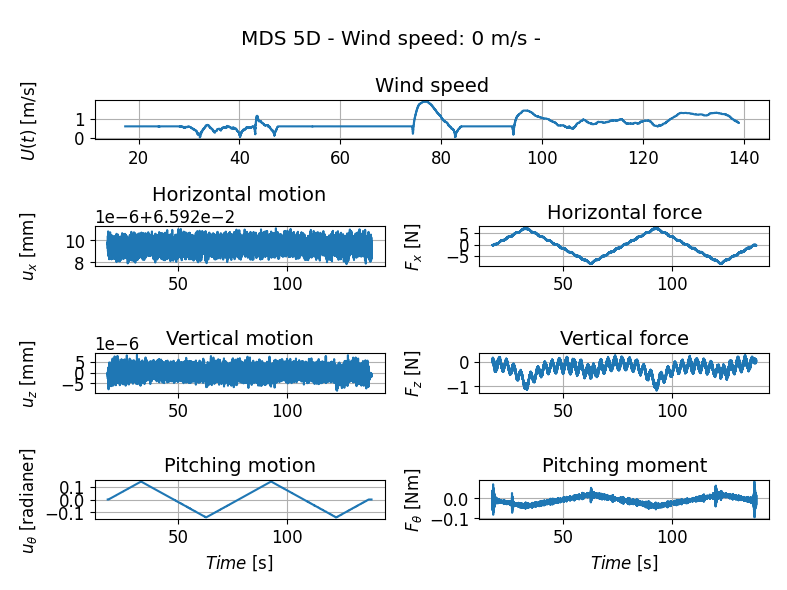 MDS 5D - Wind speed: 0 m/s -
Wind speed
U(t) [m/s]
1
0
20 40 60 80 100 120 140
Horizontal motion
1e-6+6.592e-2
u_x [mm]
10
8
50 100
Horizontal force
F_x [N]
5
0
−5
50 100
Vertical motion
1e-6
u_z [mm]
5
0
−5
50 100
Vertical force
F_z [N]
0
−1
50 100
Pitching motion
u_θ [radianer]
0.1
0.0
−0.1
50 100
Time [s]
Pitching moment
F_θ [Nm]
0.0
−0.1
50 100
Time [s]